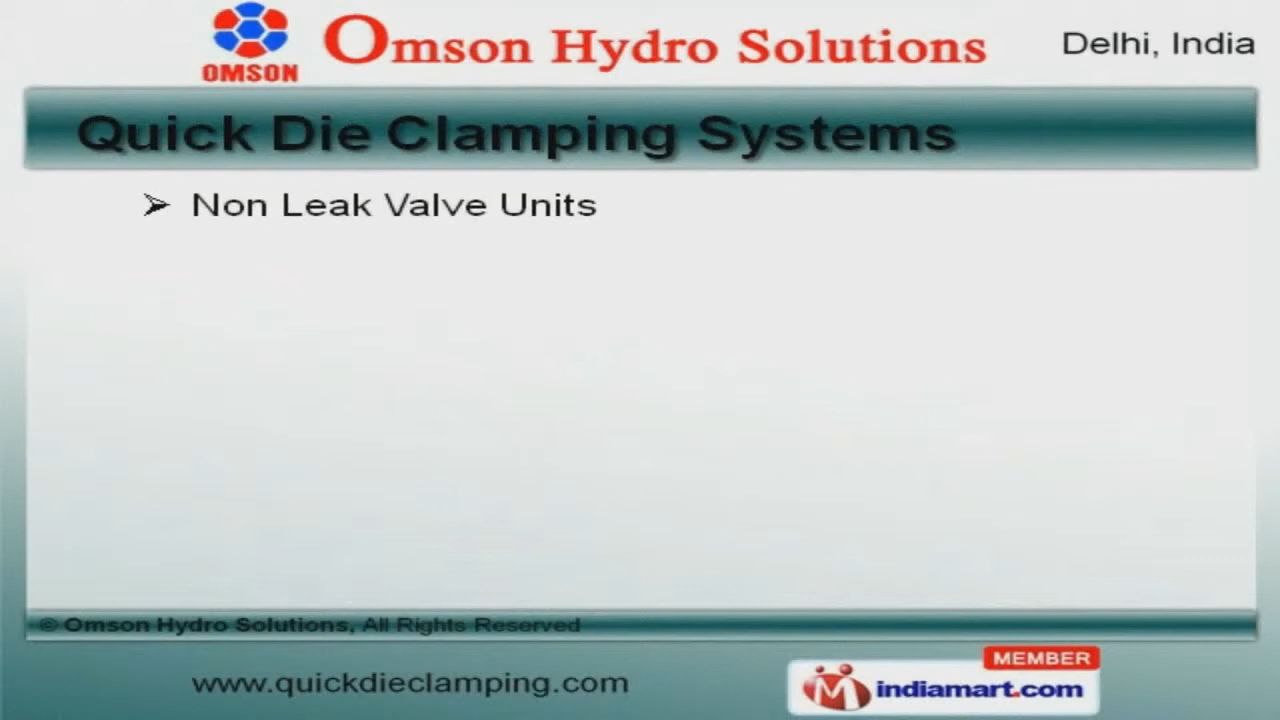 OMSON
Omson Hydro Solutions
Delhi, India
Quick Die Clamping Systems
Non Leak Valve Units
© Omson Hydro Solutions, All Rights Reserved
www.quickdieclamping.com
MEMBER
indiamart.com